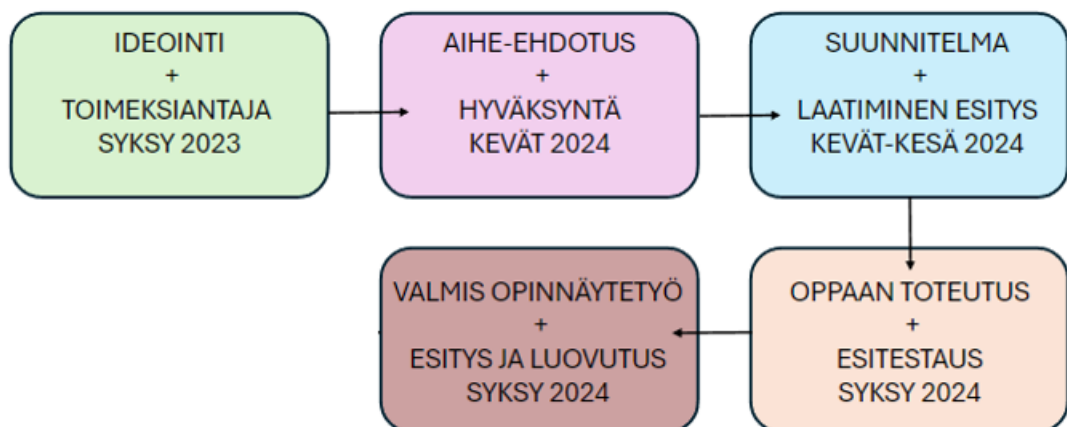 IDEOINTI
+
TOIMEKSIANTAJA
SYKSY 2023
AIHE-EHDOTUS
+
HYVÄKSYNTÄ
KEVÄT 2024
SUUNNITELMA
+
LAATIMINEN ESITYS
KEVÄT-KESÄ 2024
OPPAAN TOTEUTUS
+
ESITESTAUS
SYKSY 2024
VALMIS OPINNÄYTETYÖ
+
ESITYS JA LUOVUTUS
SYKSY 2024